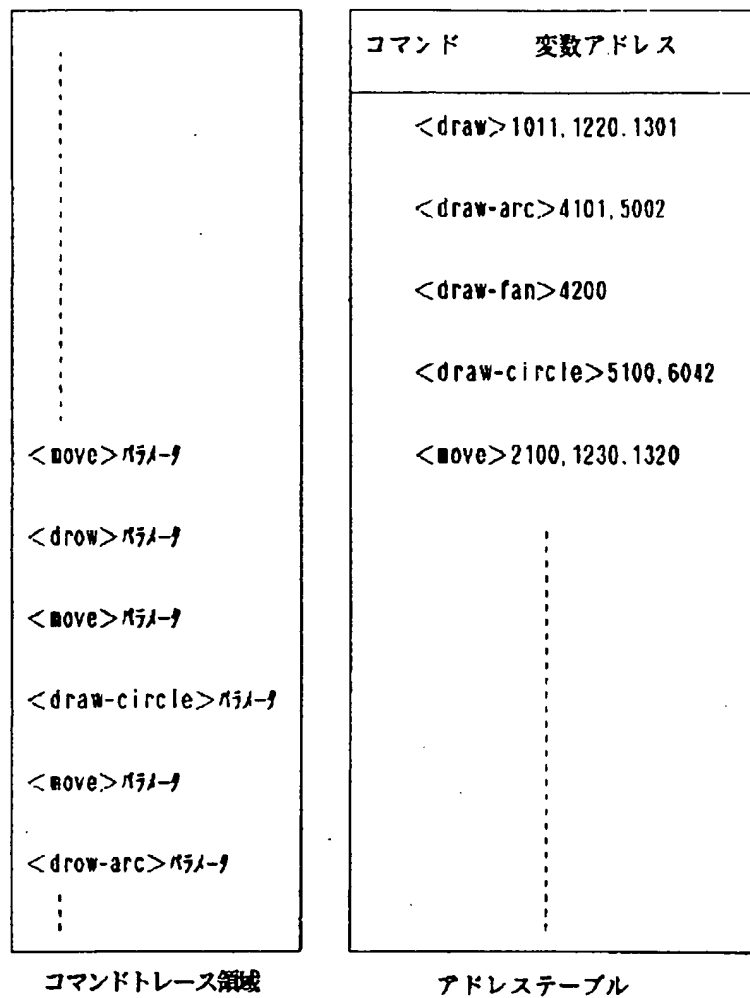 <move>パラメータ
<drow>パラメータ
<move>パラメータ
<draw-circle>パラメータ
<move>パラメータ
<drow-arc>パラメータ
コマンドトレース領域
コマンド 変数アドレス
<draw>1011,1220.1301
<draw-arc>4101,5002
<draw-fan>4200
<draw-circle>5100,6042
<move>2100,1230.1320
アドレステーブル